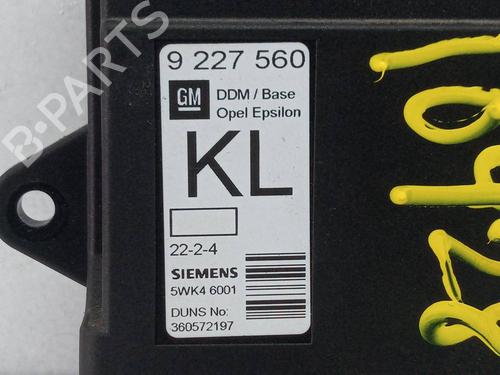 9 227 560
GM
DDM / Base
Opel Epsilon
KL
22-2-4
SIEMENS
5WK4 6001
DUNS No:
360572197
B-PARTS